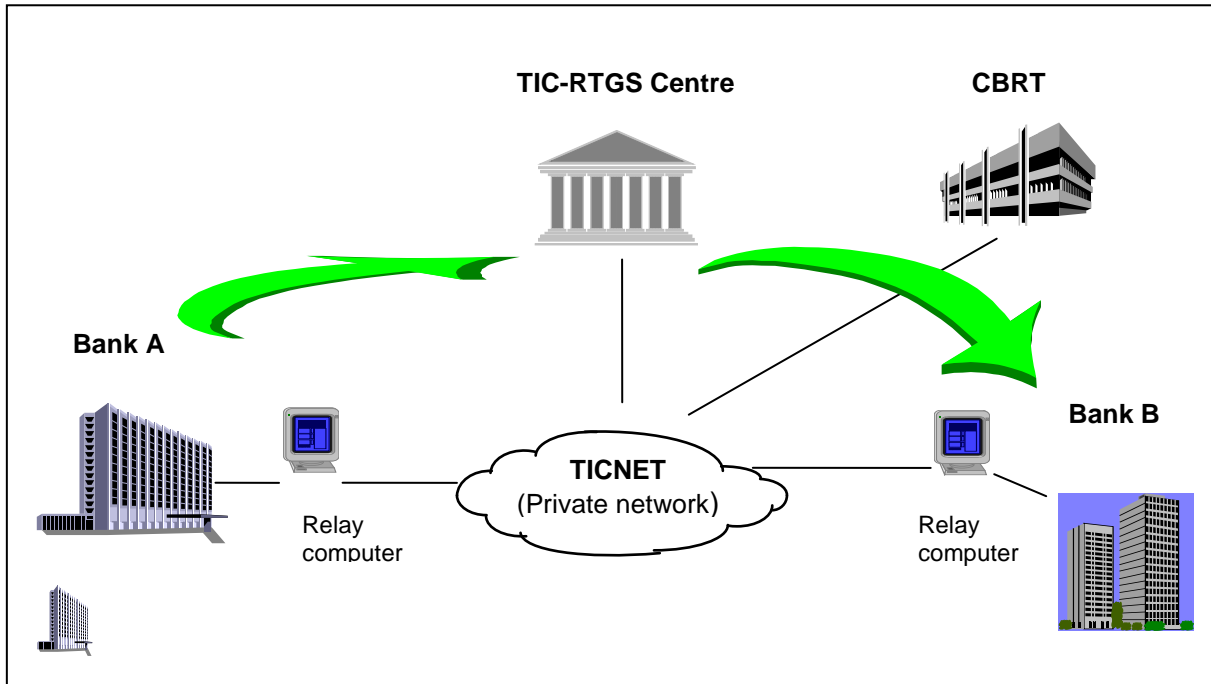 TIC-RTGS Centre
CBRT
Bank A
Bank B
TICNET
(Private network)
Relay
computer
Relay
computer